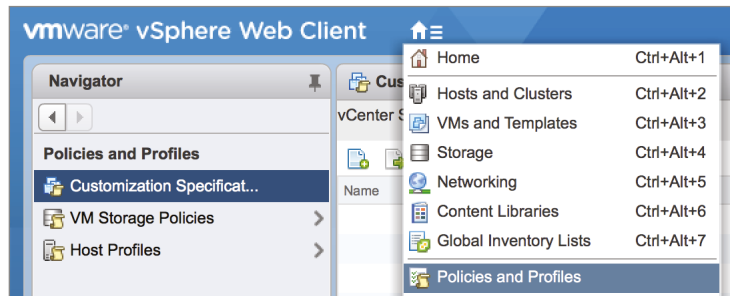 vmware® vSphere Web Client
Navigator
Policies and Profiles
Customization Specificat...
VM Storage Policies
Host Profiles
Cus
vCenter S
Name
Home Ctrl+Alt+1
Hosts and Clusters Ctrl+Alt+2
VMs and Templates Ctrl+Alt+3
Storage Ctrl+Alt+4
Networking Ctrl+Alt+5
Content Libraries Ctrl+Alt+6
Global Inventory Lists Ctrl+Alt+7
Policies and Profiles